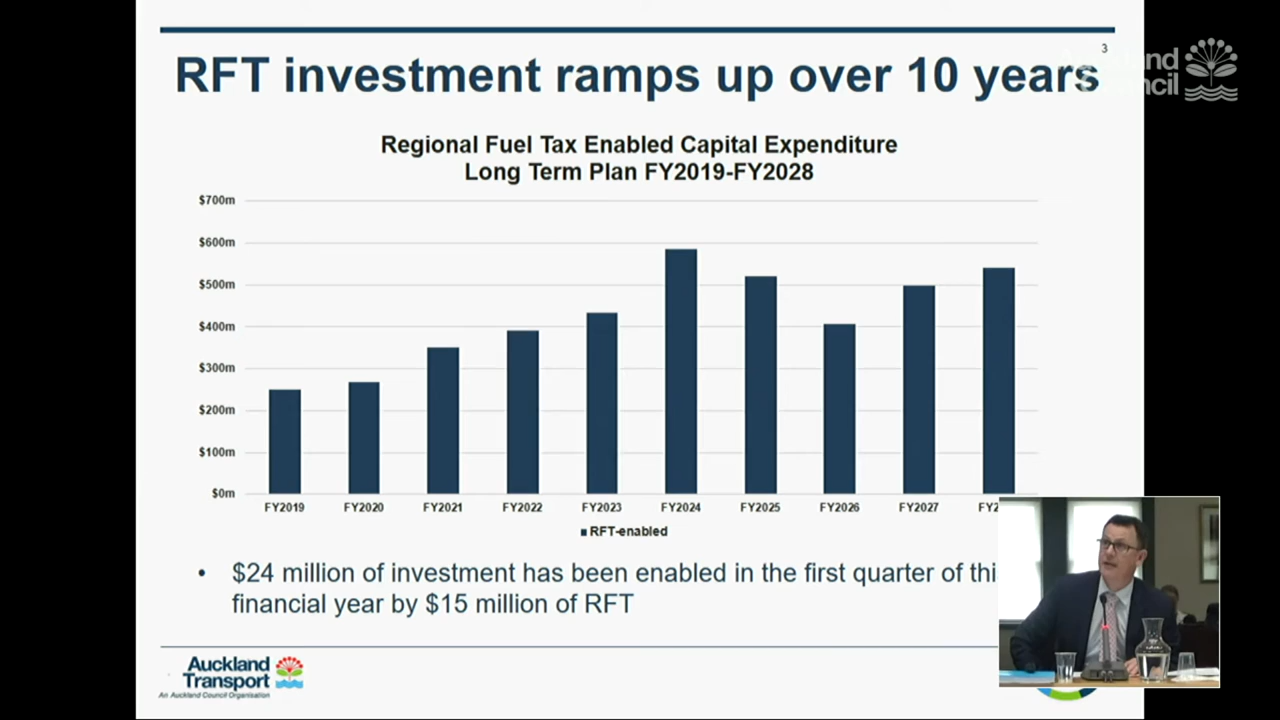 3
Auckland
Council
RFT investment ramps up over 10 years
Regional Fuel Tax Enabled Capital Expenditure
Long Term Plan FY2019-FY2028
$700m
$600m
$500m
$400m
$300m
$200m
$100m
$0m
FY2019 FY2020 FY2021 FY2022 FY2023 FY2024 FY2025 FY2026 FY2027
RFT-enabled
• $24 million of investment has been enabled in the first quarter of
financial year by $15 million of RFT
Auckland
Transport
An Auckland Council Organisation